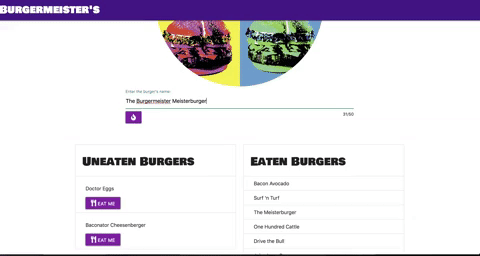 BURGERMEISTER'S
Enter the burger's name:
The Burgermeister Meisterburger
31/50
UNEATEN BURGERS
Doctor Eggs
EAT ME
Baconator Cheesenberger
EAT ME
EATEN BURGERS
Bacon Avocado
Surf 'n Turf
The Meisterburger
One Hundred Cattle
Drive the Bull